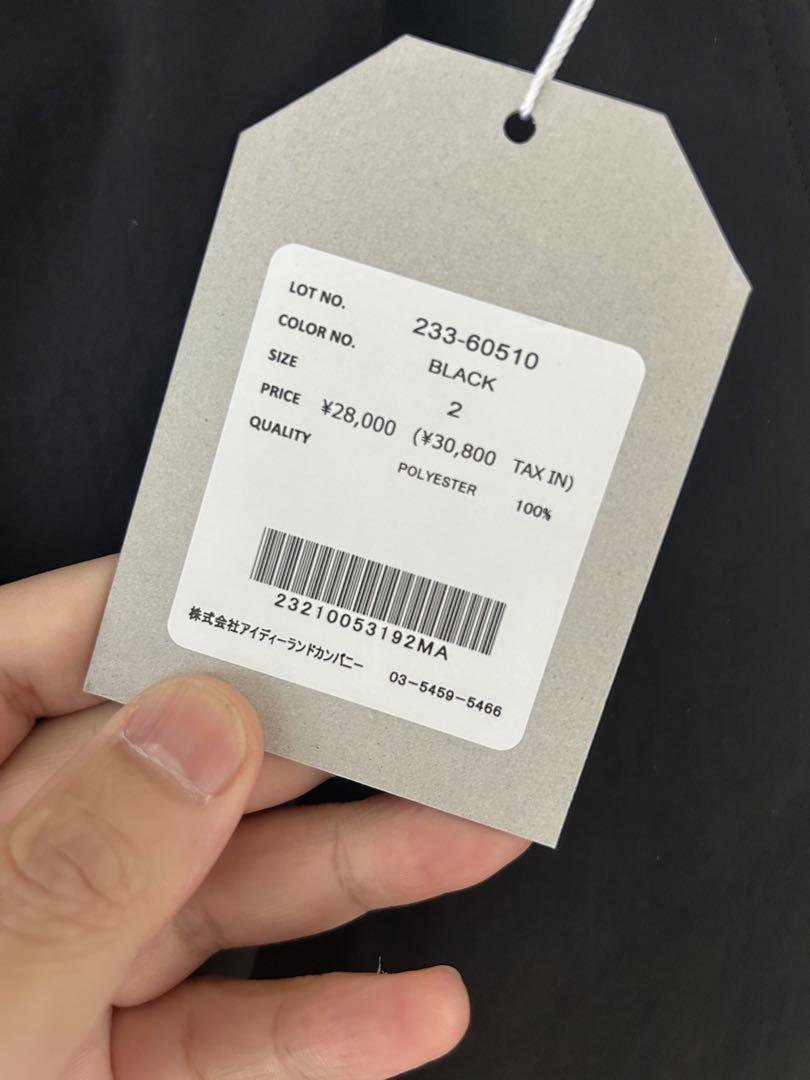 LOT NO. 233-60510
COLOR NO. BLACK
SIZE 2
PRICE ¥28,000 (¥30,800 TAX IN)
QUALITY POLYESTER 100%
23210053192MA
株式会社アイディーランドカンパニー 03-5459-5466